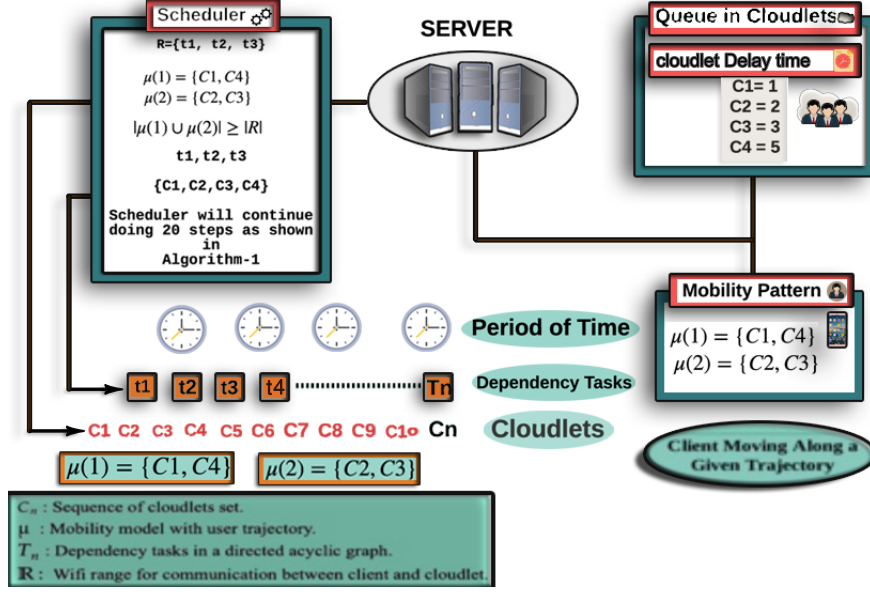 Scheduler
R={t1, t2, t3}
μ(1) = {C1, C4}
μ(2) = {C2, C3}
|μ(1) ∪ μ(2)| ≥ |R|
t1,t2,t3
{C1,C2,C3,C4}
Scheduler will continue
doing 20 steps as shown
in
Algorithm-1
SERVER
Queue in Cloudlets
cloudlet Delay time
C1= 1
C2 = 2
C3 = 3
C4 = 5
Mobility Pattern
μ(1) = {C1, C4}
μ(2) = {C2, C3}
Client Moving Along a
Given Trajectory
Period of Time
t1 t2 t3 t4 Tn Dependency Tasks
C1 C2 C3 C4 C5 C6 C7 C8 C9 C1o Cn Cloudlets
μ(1) = {C1, C4} μ(2) = {C2, C3}
Cn : Sequence of cloudlets set.
μ : Mobility model with user trajectory.
Tn : Dependency tasks in a directed acyclic graph.
ℝ : Wifi range for communication between client and cloudlet.